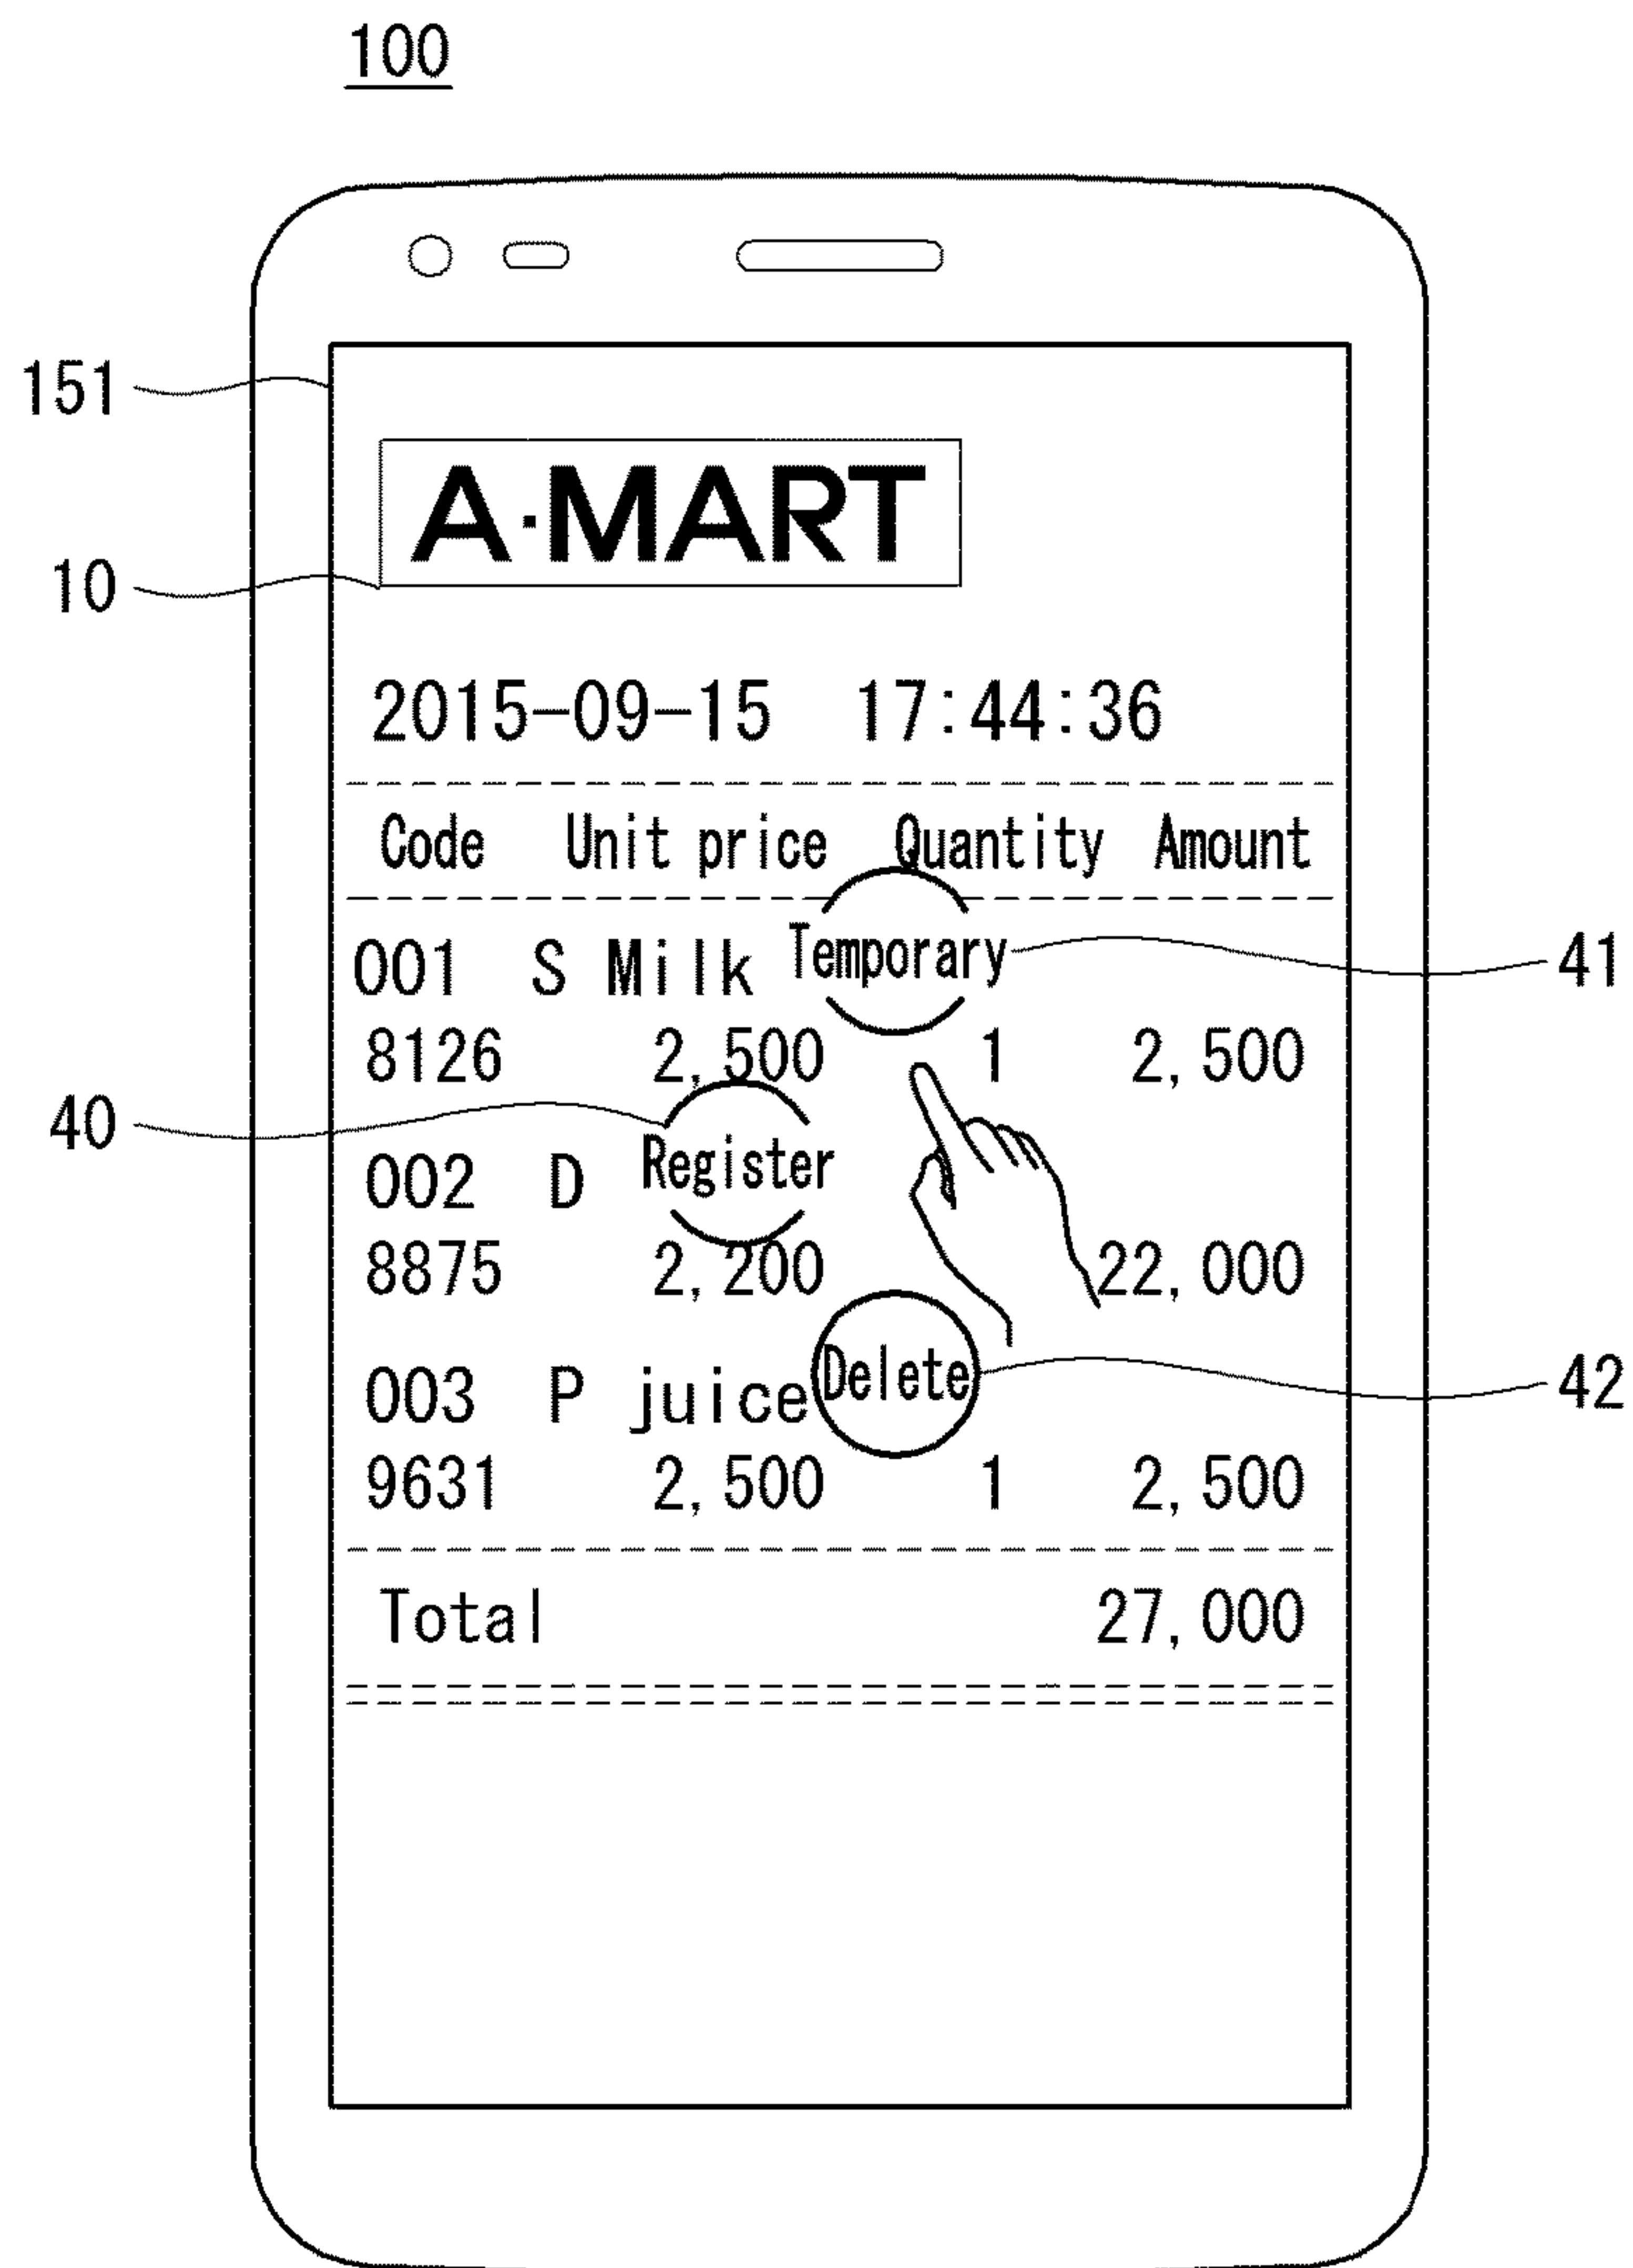 100
151
A·MART
10
2015-09-15 17:44:36
Code Unit price Quantity Amount
001 S Milk Temporary 41
8126 2,500 1 2,500
40
002 D Register
8875 2,200 22,000
003 P juice Delete 42
9631 2,500 1 2,500
Total 27,000